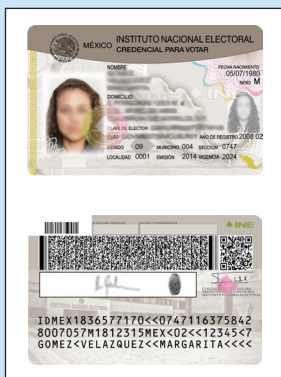 MÉXICO INSTITUTO NACIONAL ELECTORAL
CREDENCIAL PARA VOTAR
NOMBRE
FECHA NACIMIENTO
05/07/1980
SEXO M
DOMICILIO
CLAVE DE ELECTOR
CURP AÑO DE REGISTRO 2008 02
ESTADO 09 MUNICIPIO 004 SECCIÓN 0747
LOCALIDAD 0001 EMISIÓN 2014 VIGENCIA 2024
INE
IDMEX1836577170<<0747116375842
8007057M1812315MEX<02<<12345<7
GOMEZ<VELAZQUEZ<<MARGARITA<<<<